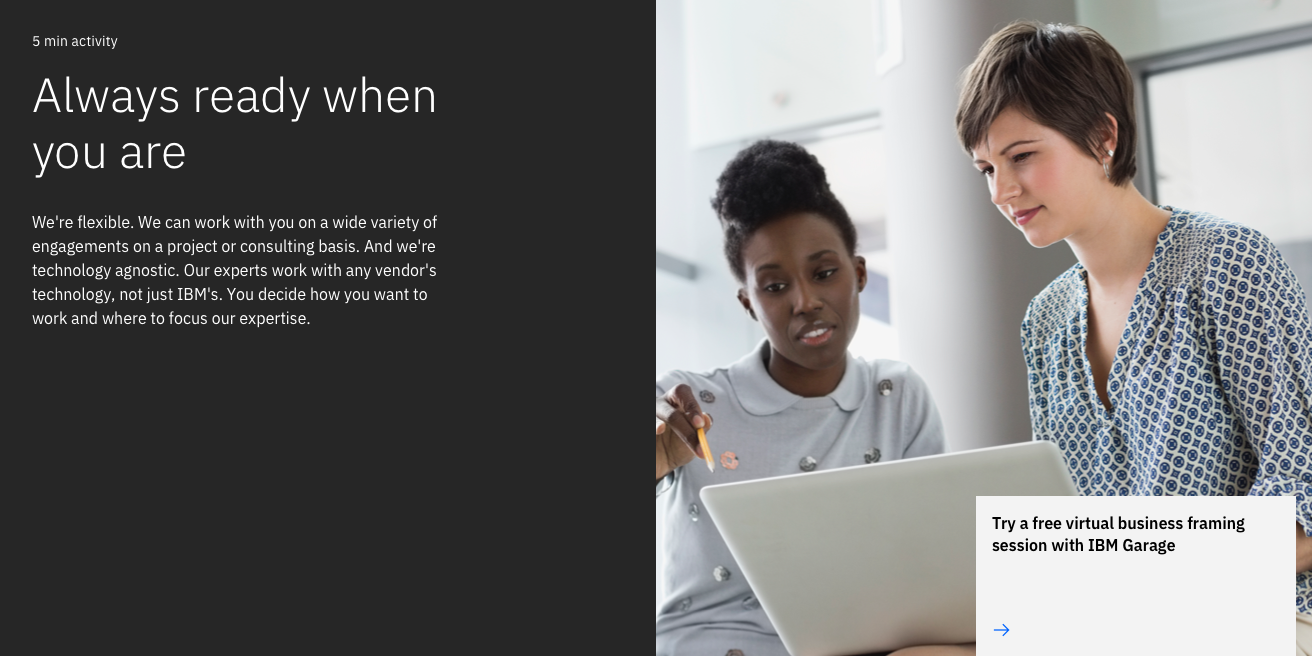 5 min activity
Always ready when
you are
We're flexible. We can work with you on a wide variety of
engagements on a project or consulting basis. And we're
technology agnostic. Our experts work with any vendor's
technology, not just IBM's. You decide how you want to
work and where to focus our expertise.
Try a free virtual business framing
session with IBM Garage